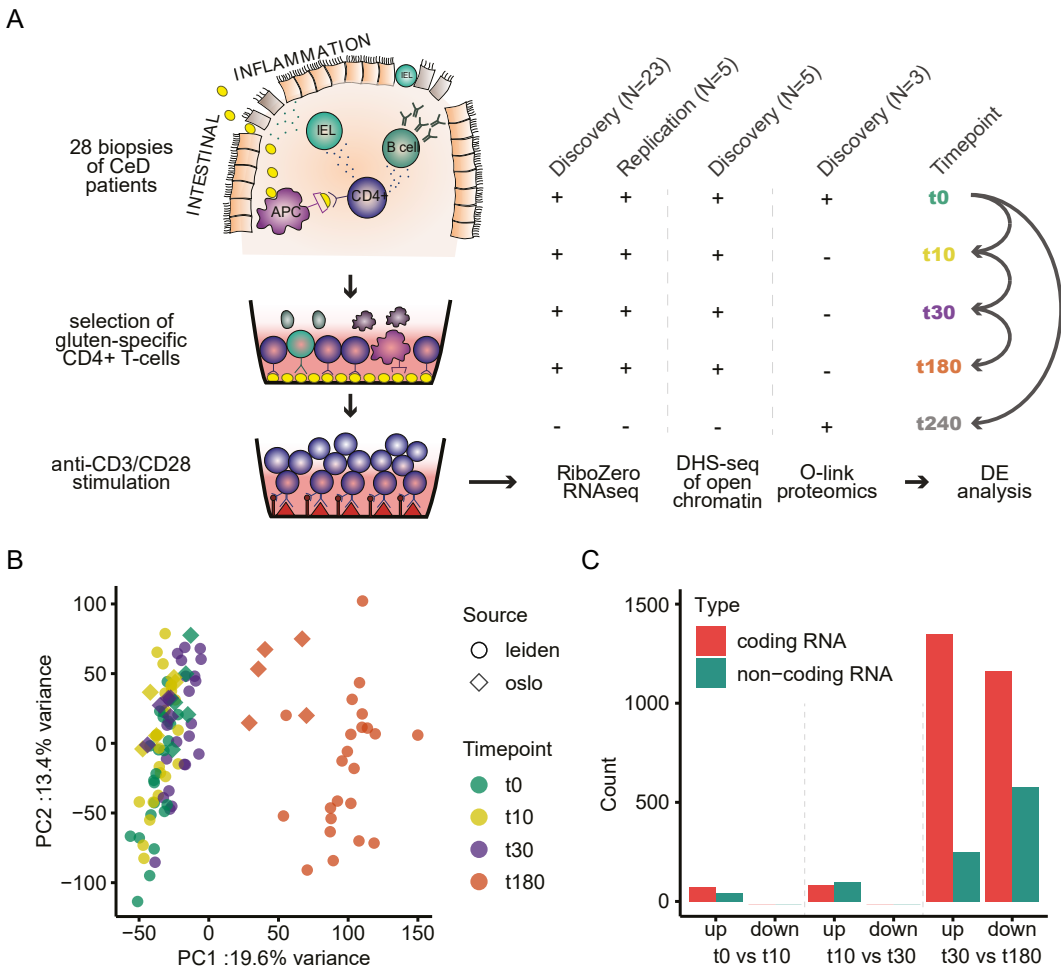 A
INTESTINAL
INFLAMMATION
IEL
IEL
B cell
CD4+
APC
28 biopsies
of CeD
patients
selection of
gluten-specific
CD4+ T-cells
anti-CD3/CD28
stimulation
Discovery (N=23)
Replication (N=5)
Discovery (N=5)
Discovery (N=3)
Timepoint
+ + + + t0
+ + + - t10
+ + + - t30
+ + + - t180
- - - + t240
RiboZero
RNAseq
DHS-seq
of open
chromatin
O-link
proteomics
DE
analysis
B
PC2 :13.4% variance
100
50
0
−50
−100
−50 0 50 100 150
PC1 :19.6% variance
Source
leiden
oslo
Timepoint
t0
t10
t30
t180
C
Count
1500
1000
500
0
Type
coding RNA
non−coding RNA
up down up down up down
t0 vs t10 t10 vs t30 t30 vs t180